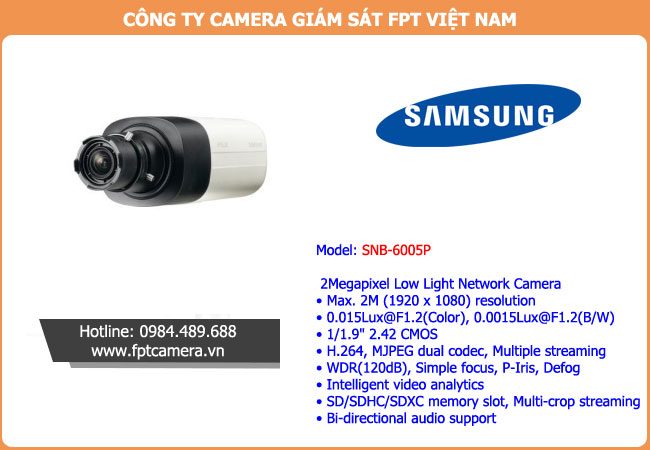 CÔNG TY CAMERA GIÁM SÁT FPT VIỆT NAM
SAMSUNG
Model: SNB-6005P
2Megapixel Low Light Network Camera
• Max. 2M (1920 x 1080) resolution
• 0.015Lux@F1.2(Color), 0.0015Lux@F1.2(B/W)
• 1/1.9" 2.42 CMOS
• H.264, MJPEG dual codec, Multiple streaming
• WDR(120dB), Simple focus, P-Iris, Defog
• Intelligent video analytics
• SD/SDHC/SDXC memory slot, Multi-crop streaming
• Bi-directional audio support
Hotline: 0984.489.688
www.fptcamera.vn